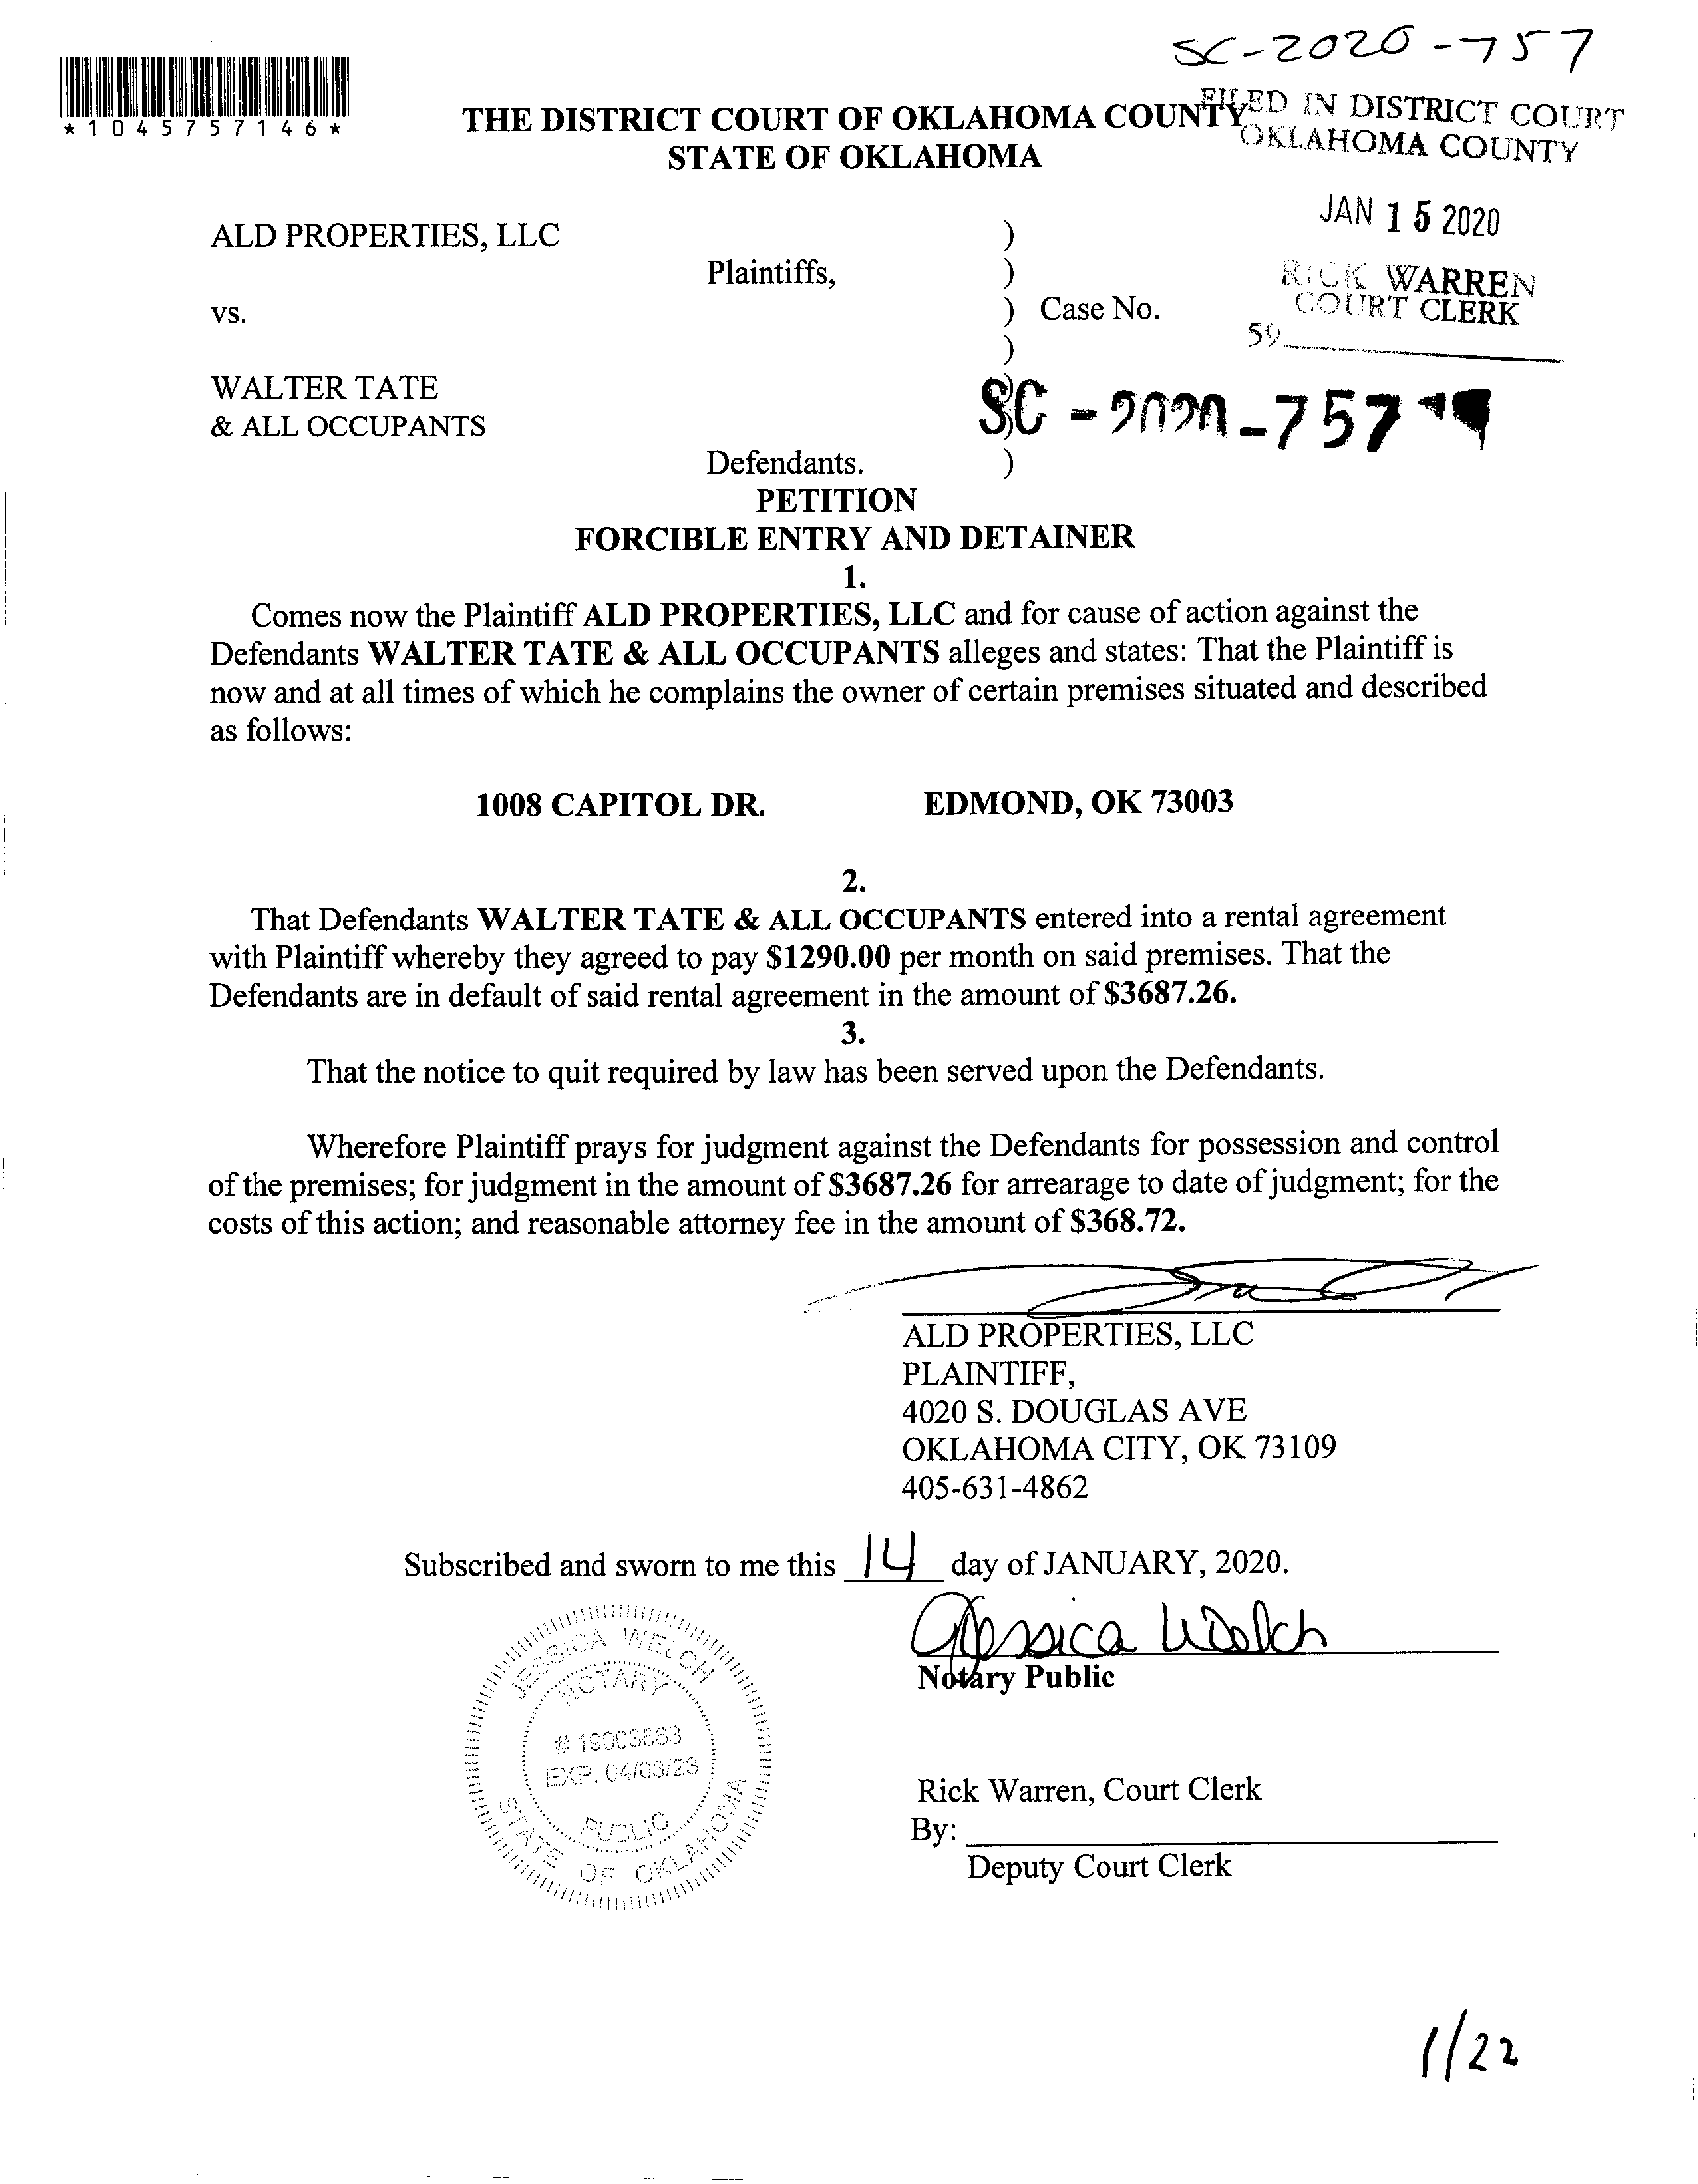 SC-2020-757
*1045757146*
THE DISTRICT COURT OF OKLAHOMA COUNTY
STATE OF OKLAHOMA
FILED IN DISTRICT COURT
OKLAHOMA COUNTY
JAN 15 2020
RICK WARREN
COURT CLERK
59
ALD PROPERTIES, LLC )
Plaintiffs, )
vs. ) Case No.
)
WALTER TATE )
& ALL OCCUPANTS )
SC - 2020 - 757
Defendants. )
PETITION
FORCIBLE ENTRY AND DETAINER
1.
Comes now the Plaintiff ALD PROPERTIES, LLC and for cause of action against the
Defendants WALTER TATE & ALL OCCUPANTS alleges and states: That the Plaintiff is
now and at all times of which he complains the owner of certain premises situated and described
as follows:
1008 CAPITOL DR. EDMOND, OK 73003
2.
That Defendants WALTER TATE & ALL OCCUPANTS entered into a rental agreement
with Plaintiff whereby they agreed to pay $1290.00 per month on said premises. That the
Defendants are in default of said rental agreement in the amount of $3687.26.
3.
That the notice to quit required by law has been served upon the Defendants.
Wherefore Plaintiff prays for judgment against the Defendants for possession and control
of the premises; for judgment in the amount of $3687.26 for arrearage to date of judgment; for the
costs of this action; and reasonable attorney fee in the amount of $368.72.
ALD PROPERTIES, LLC
PLAINTIFF,
4020 S. DOUGLAS AVE
OKLAHOMA CITY, OK 73109
405-631-4862
Subscribed and sworn to me this 14 day of JANUARY, 2020.
Jessica Welch
Notary Public
JESSICA WELCH
NOTARY
# 19003663
EXP. 04/03/23
PUBLIC
STATE OF OKLAHOMA
Rick Warren, Court Clerk
By:
Deputy Court Clerk
1/22